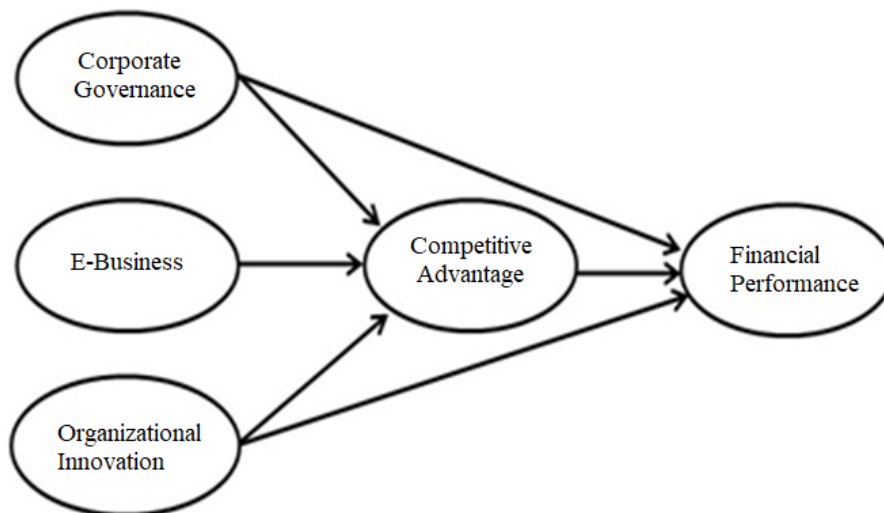 Corporate
Governance
E-Business
Competitive
Advantage
Financial
Performance
Organizational
Innovation